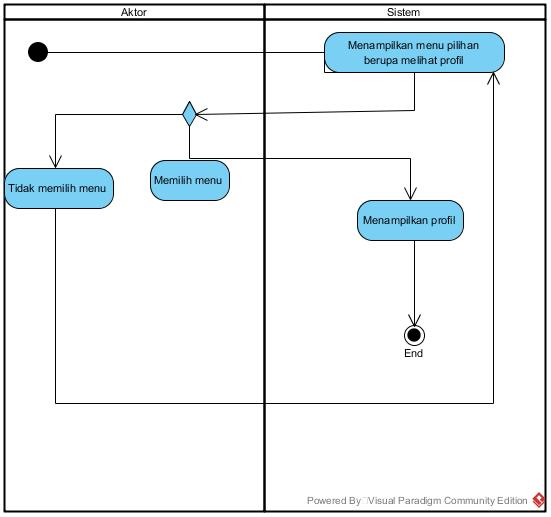 Aktor
Sistem
Menampilkan menu pilihan
berupa melihat profil
Tidak memilih menu
Memilih menu
Menampilkan profil
End
Powered By Visual Paradigm Community Edition